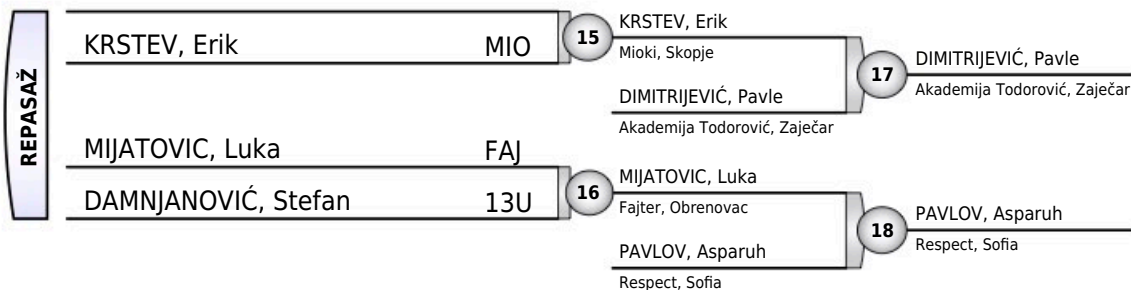 REPASAŽ
KRSTEV, Erik MIO
MIJATOVIC, Luka FAJ
DAMNJANOVIĆ, Stefan 13U
15
KRSTEV, Erik
Mioki, Skopje
DIMITRIJEVIĆ, Pavle
Akademija Todorović, Zaječar
16
MIJATOVIC, Luka
Fajter, Obrenovac
PAVLOV, Asparuh
Respect, Sofia
17
DIMITRIJEVIĆ, Pavle
Akademija Todorović, Zaječar
18
PAVLOV, Asparuh
Respect, Sofia